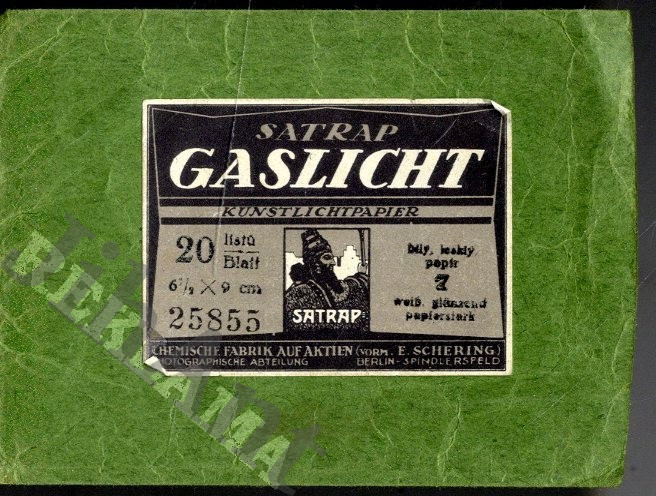 SATRAP
GASLICHT
KUNSTLICHTPAPIER
20 listů
Blatt
6½ X 9 cm
25855
SATRAP
bílý, lesklý
papír
7
weiß, glänzend
papierstark
CHEMISCHE FABRIK AUF AKTIEN (VORM. E. SCHERING)
PHOTOGRAPHISCHE ABTEILUNG BERLIN-SPINDLERSFELD
REKLAMA